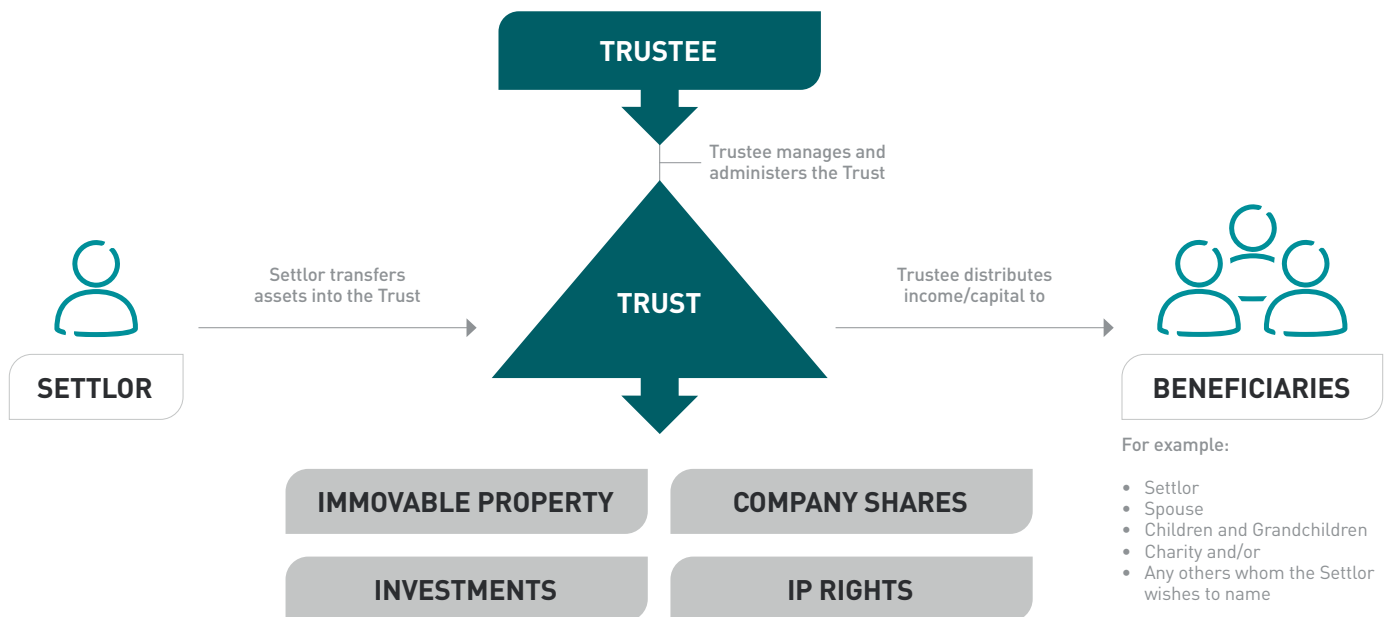 TRUSTEE
Trustee manages and
administers the Trust
Settlor transfers
assets into the Trust
TRUST
Trustee distributes
income/capital to
SETTLOR
BENEFICIARIES
For example:
• Settlor
• Spouse
• Children and Grandchildren
• Charity and/or
• Any others whom the Settlor
wishes to name
IMMOVABLE PROPERTY
COMPANY SHARES
INVESTMENTS
IP RIGHTS